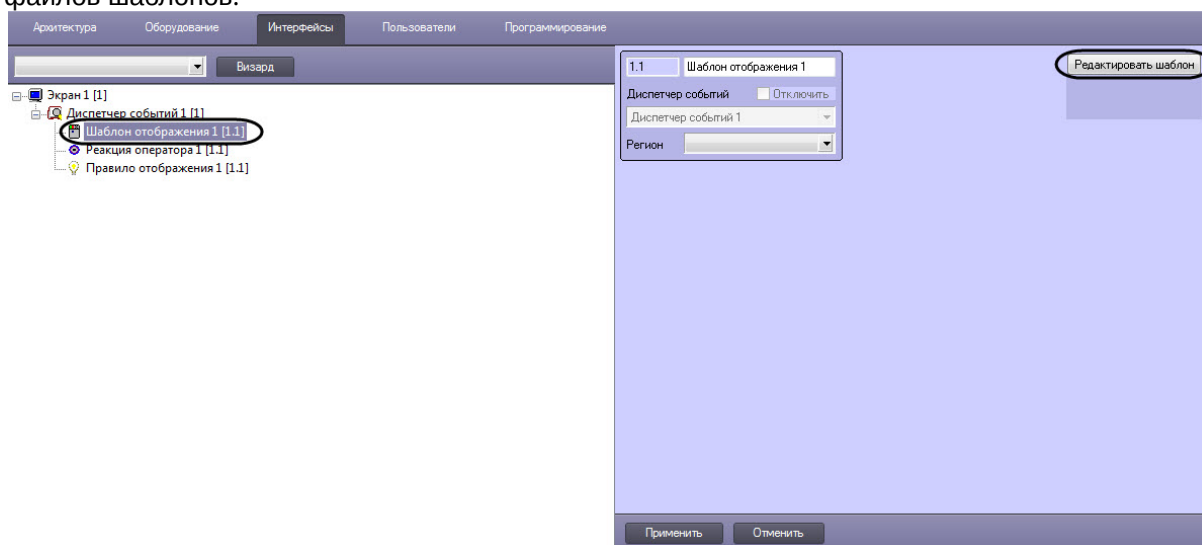 файлов шаблонов.
Архитектура Оборудование Интерфейсы Пользователи Программирование
Визард
Экран 1 [1]
Диспетчер событий 1 [1]
Шаблон отображения 1 [1.1]
Реакция оператора 1 [1.1]
Правило отображения 1 [1.1]
1.1 Шаблон отображения 1
Диспетчер событий Отключить
Диспетчер событий 1
Регион
Редактировать шаблон
Применить Отменить